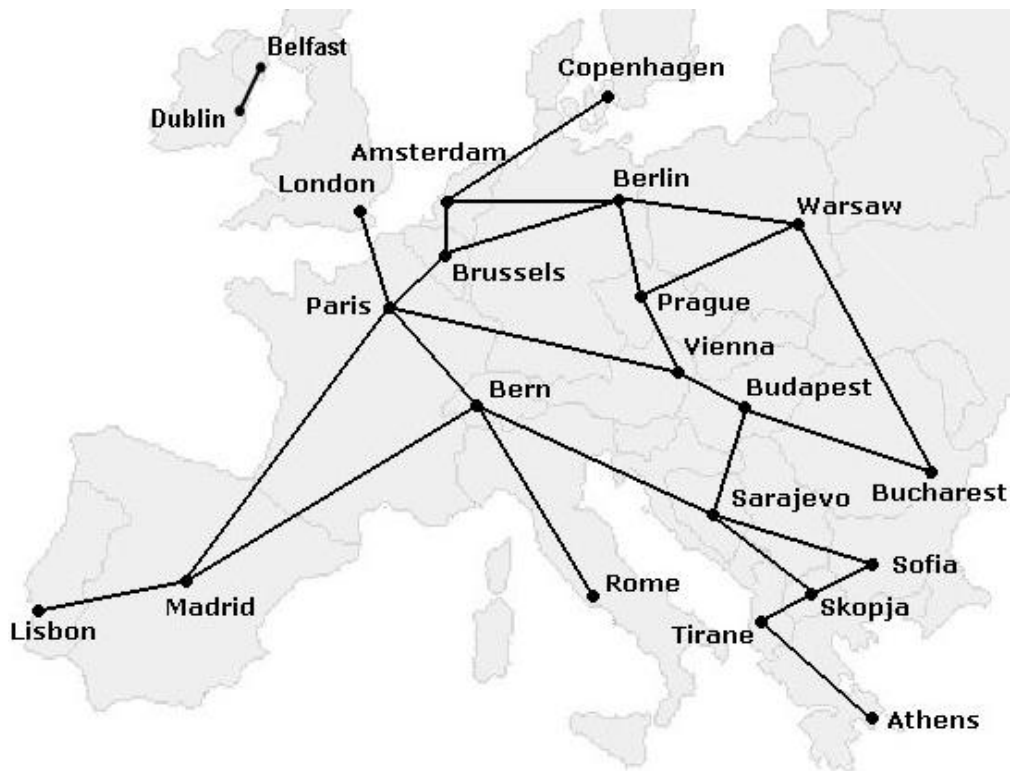 Belfast
Copenhagen
Dublin
Amsterdam
London
Berlin
Warsaw
Brussels
Paris
Prague
Vienna
Bern
Budapest
Sarajevo
Bucharest
Sofia
Rome
Madrid
Skopja
Lisbon
Tirane
Athens